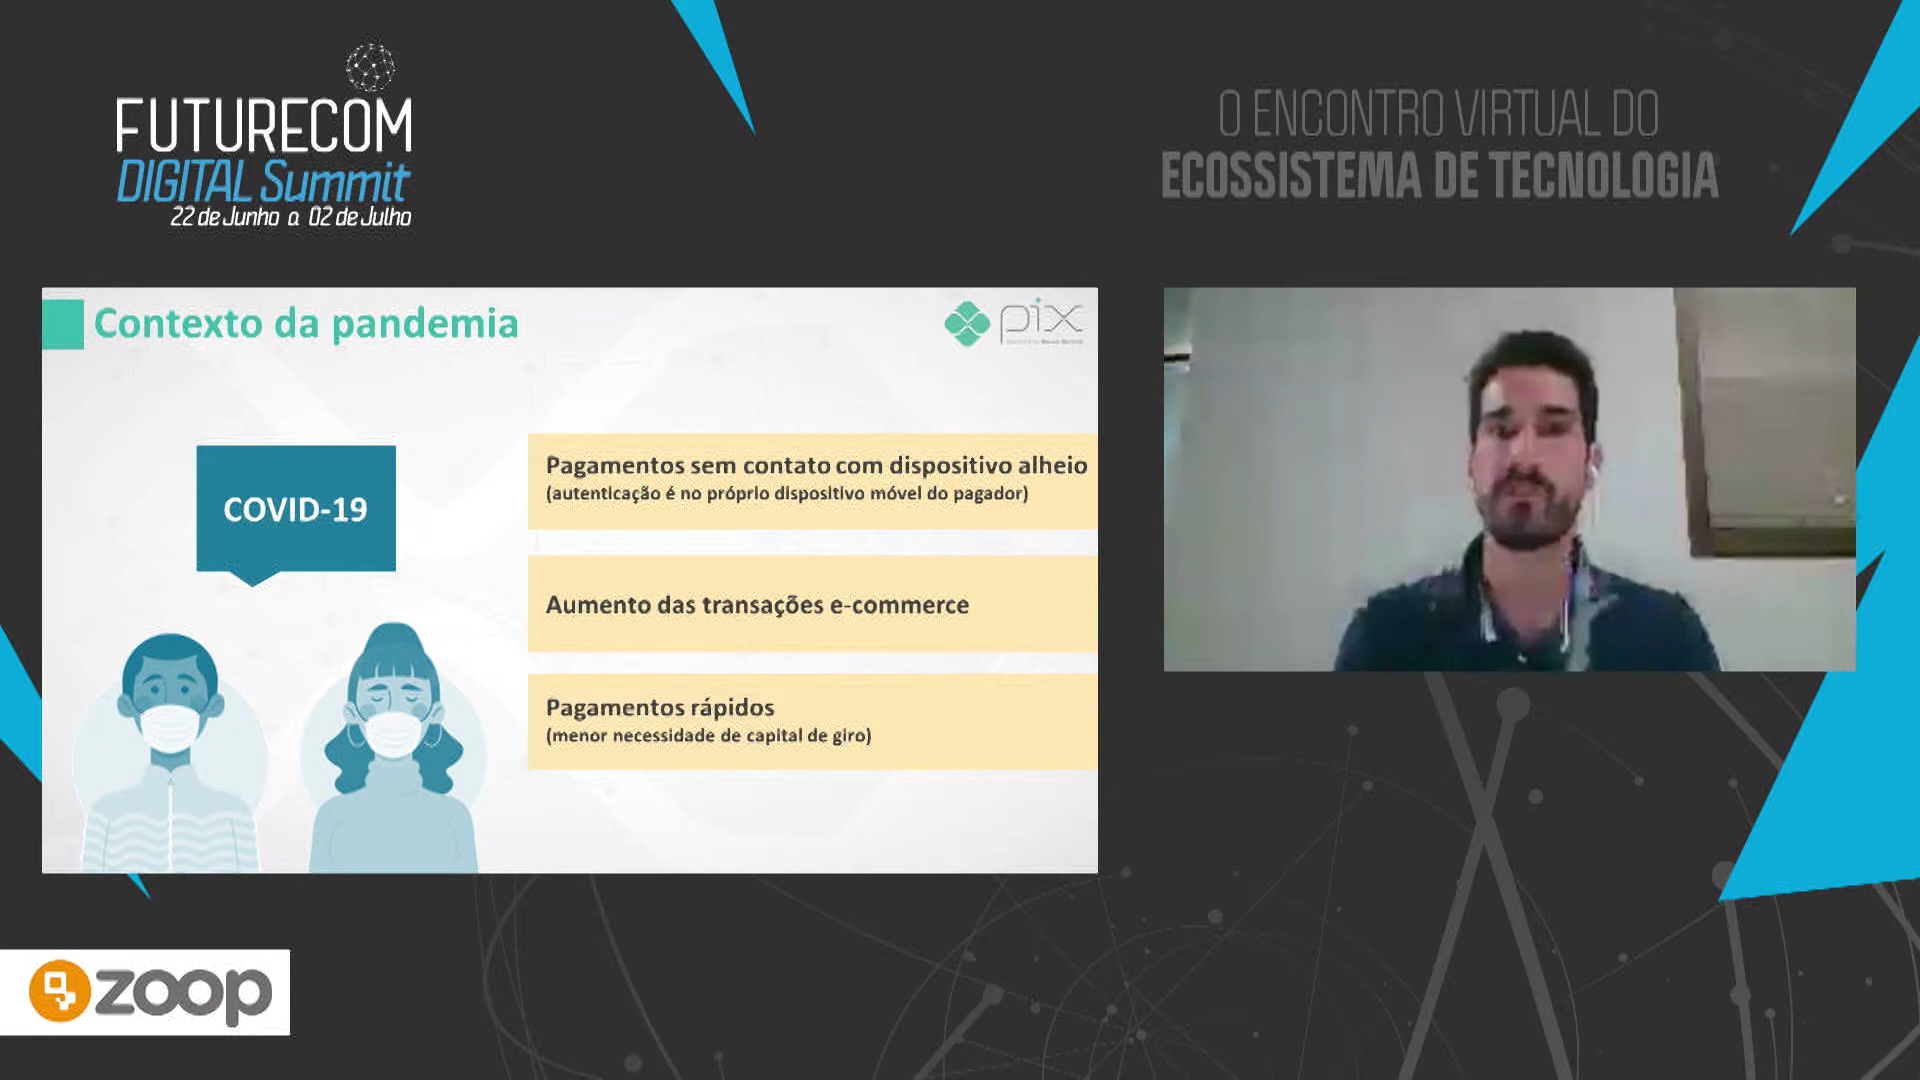 FUTURECOM
DIGITAL Summit
22 de Junho a 02 de Julho
O ENCONTRO VIRTUAL DO
ECOSSISTEMA DE TECNOLOGIA
Contexto da pandemia
pix
COVID-19
Pagamentos sem contato com dispositivo alheio
(autenticação é no próprio dispositivo móvel do pagador)
Aumento das transações e-commerce
Pagamentos rápidos
(menor necessidade de capital de giro)
zoop